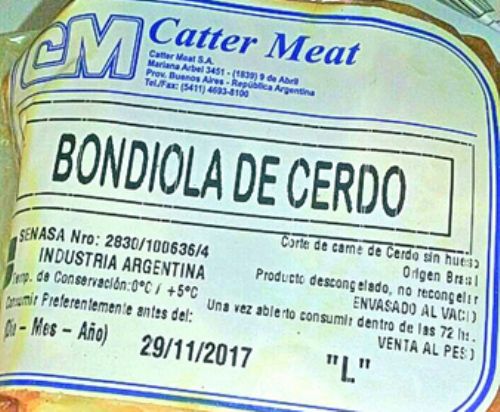 CM Catter Meat
Catter Meat S.A.
Mariana Arbel 3451 - (1839) 9 de Abril
Prov. Buenos Aires - República Argentina
Tel./Fax: (5411) 4693-8100
BONDIOLA DE CERDO
SENASA Nro: 2830/100636/4
INDUSTRIA ARGENTINA
Temp. de Conservación:0°C / +5°C
Consumir Preferentemente antes del:
(Dia - Mes - Año)
29/11/2017
Corte de carne de Cerdo sin hueso
Origen Brasil
Producto descongelado, no recongelar
ENVASADO AL VACIO
Una vez abierto consumir dentro de las 72 hs.
VENTA AL PESO
"L"